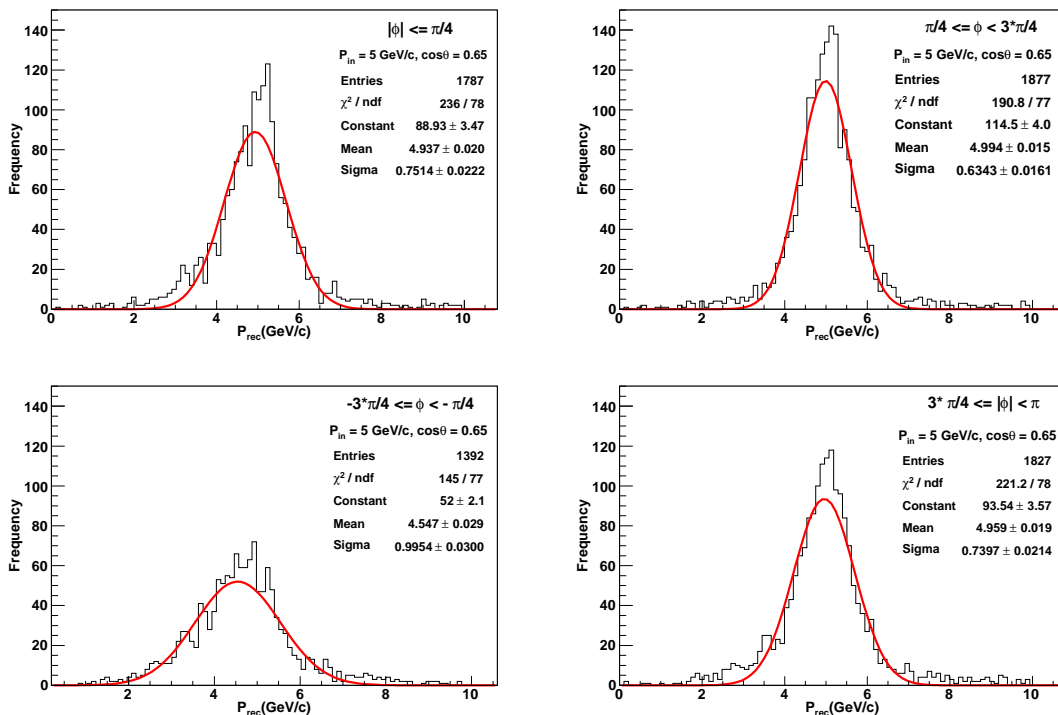 |ϕ| <= π/4
P_in = 5 GeV/c, cosθ = 0.65
Entries 1787
χ² / ndf 236 / 78
Constant 88.93 ± 3.47
Mean 4.937 ± 0.020
Sigma 0.7514 ± 0.0222
Frequency
0 20 40 60 80 100 120 140
0 2 4 6 8 10
P_rec(GeV/c)
π/4 <= ϕ < 3*π/4
P_in = 5 GeV/c, cosθ = 0.65
Entries 1877
χ² / ndf 190.8 / 77
Constant 114.5 ± 4.0
Mean 4.994 ± 0.015
Sigma 0.6343 ± 0.0161
Frequency
0 20 40 60 80 100 120 140
0 2 4 6 8 10
P_rec(GeV/c)
-3*π/4 <= ϕ < - π/4
P_in = 5 GeV/c, cosθ = 0.65
Entries 1392
χ² / ndf 145 / 77
Constant 52 ± 2.1
Mean 4.547 ± 0.029
Sigma 0.9954 ± 0.0300
Frequency
0 20 40 60 80 100 120 140
2 4 6 8 10
P_rec(GeV/c)
3* π/4 <= |ϕ| < π
P_in = 5 GeV/c, cosθ = 0.65
Entries 1827
χ² / ndf 221.2 / 78
Constant 93.54 ± 3.57
Mean 4.959 ± 0.019
Sigma 0.7397 ± 0.0214
Frequency
0 20 40 60 80 100 120 140
0 2 4 6 8 10
P_rec(GeV/c)